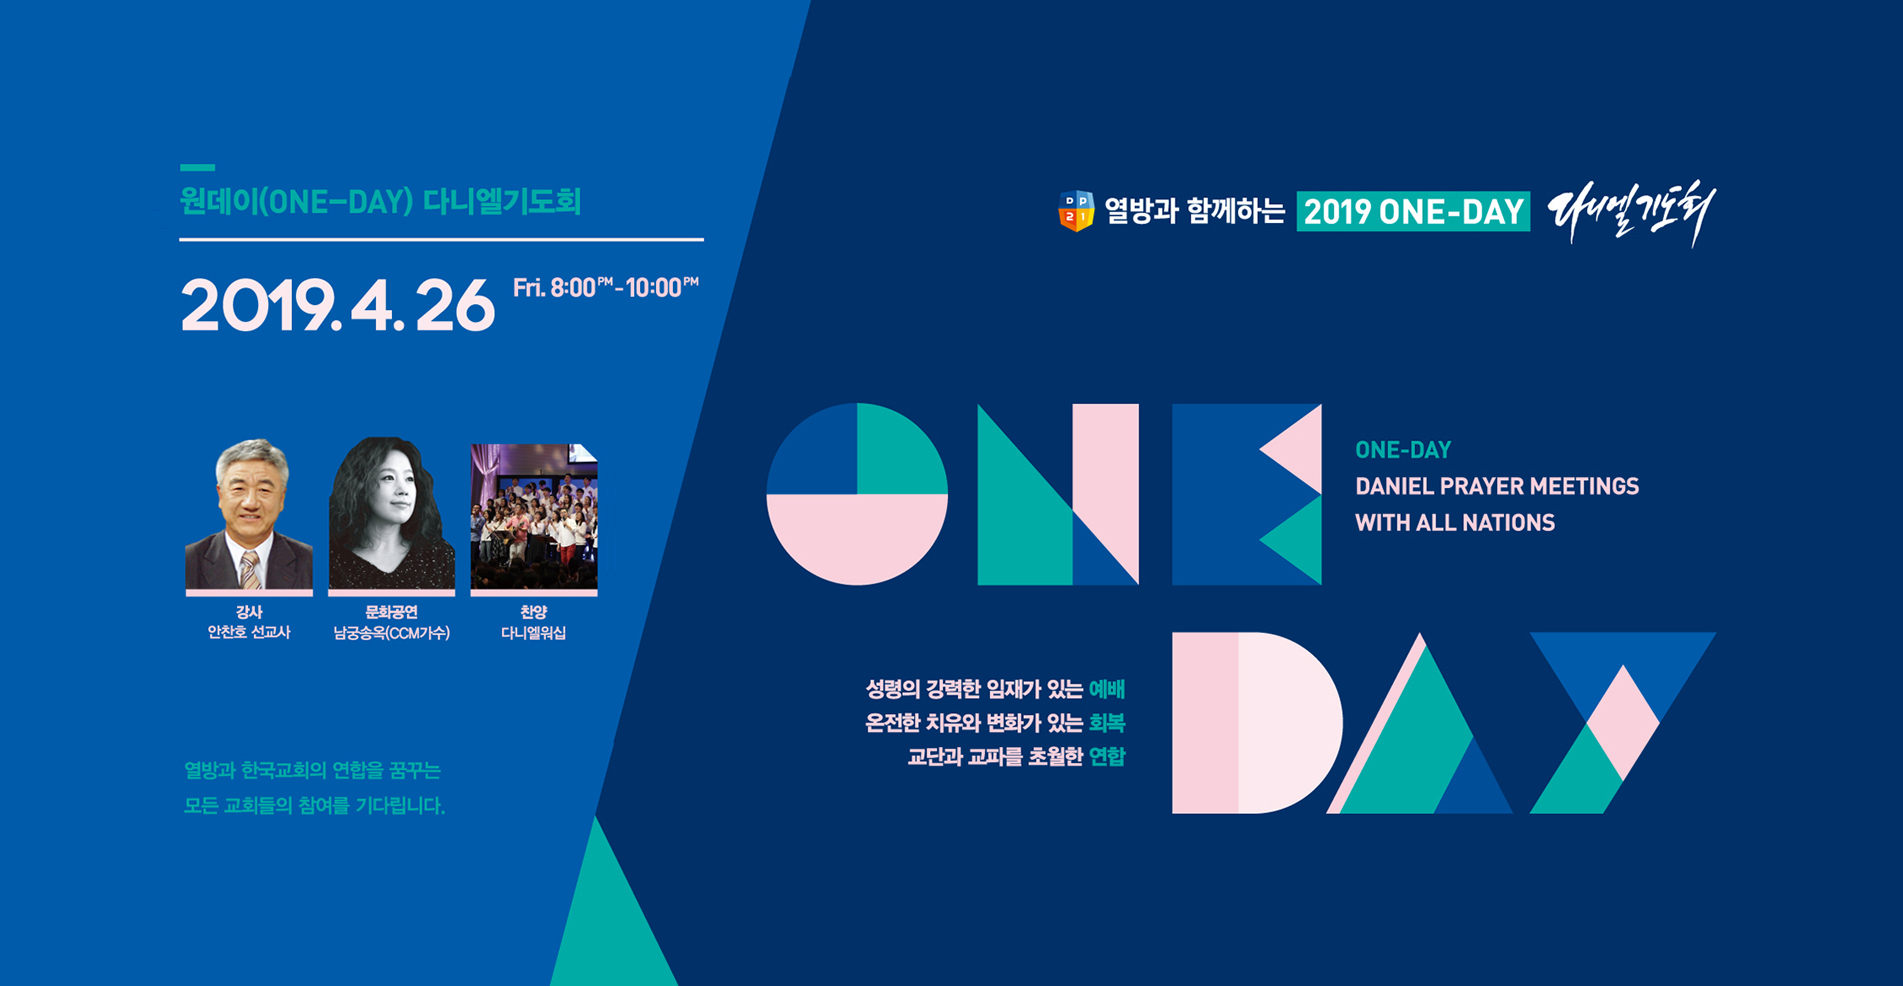 원데이(ONE-DAY) 다니엘기도회
2019. 4. 26 Fri. 8:00PM - 10:00PM
강사
안찬호 선교사
문화공연
남궁송옥(CCM가수)
찬양
다니엘워십
열방과 한국교회의 연합을 꿈꾸는
모든 교회들의 참여를 기다립니다.
DP
21
열방과 함께하는 2019 ONE-DAY 다니엘기도회
ONE
ONE-DAY
DANIEL PRAYER MEETINGS
WITH ALL NATIONS
DAY
성령의 강력한 임재가 있는 예배
온전한 치유와 변화가 있는 회복
교단과 교파를 초월한 연합